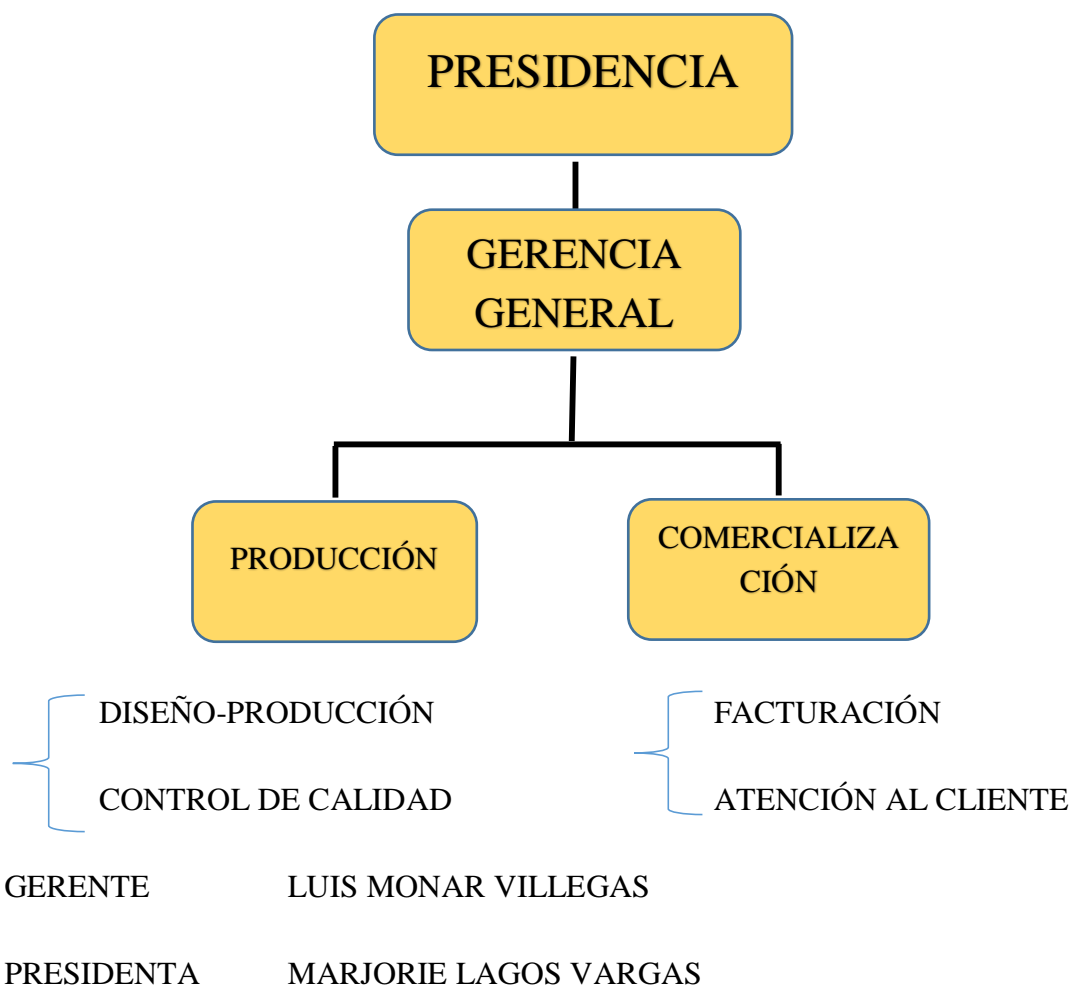 PRESIDENCIA
GERENCIA
GENERAL
PRODUCCIÓN
COMERCIALIZA
CIÓN
DISEÑO-PRODUCCIÓN
CONTROL DE CALIDAD
FACTURACIÓN
ATENCIÓN AL CLIENTE
GERENTE LUIS MONAR VILLEGAS
PRESIDENTA MARJORIE LAGOS VARGAS